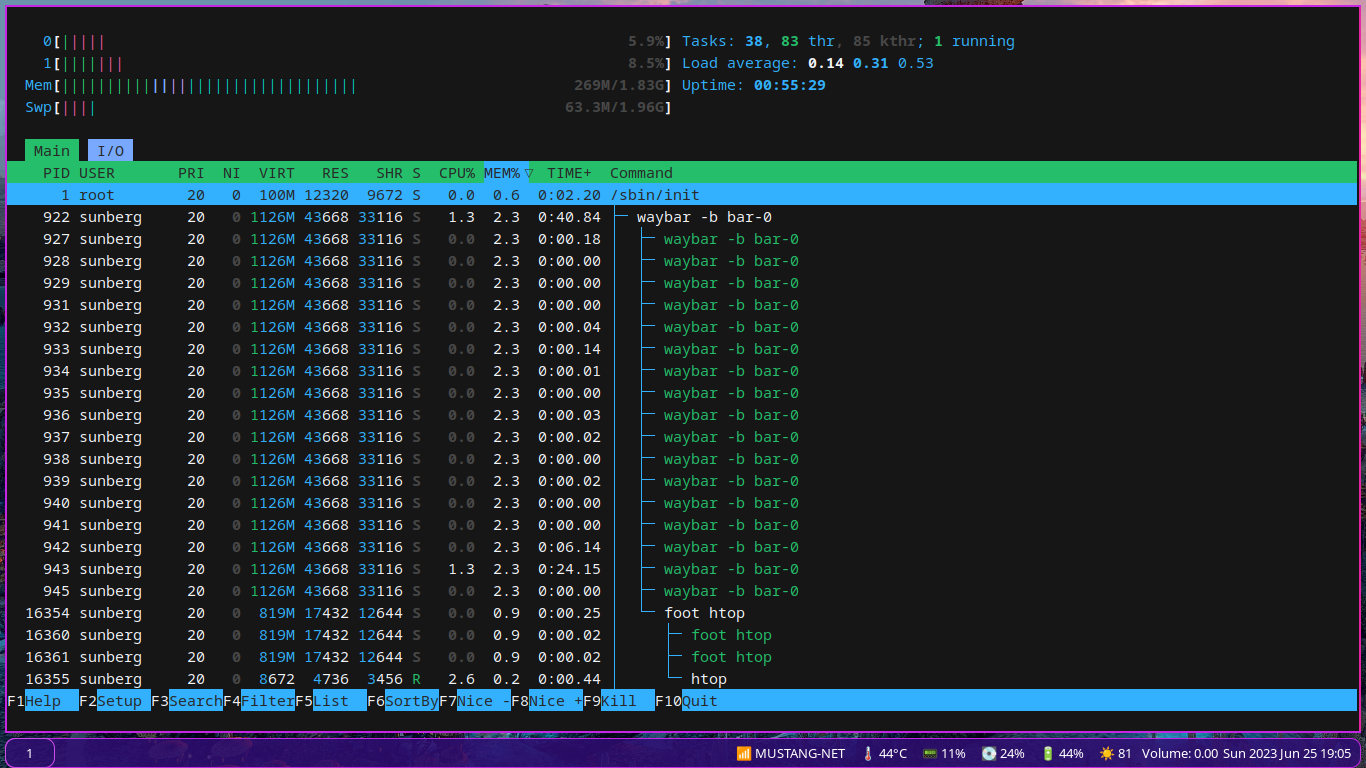 0[||||| 5.9%] Tasks: 38, 83 thr, 85 kthr; 1 running
1[||||||| 8.5%] Load average: 0.14 0.31 0.53
Mem[||||||||||||||||||||||||||||||||| 269M/1.83G] Uptime: 00:55:29
Swp[|||| 63.3M/1.96G]
Main I/O
PID USER PRI NI VIRT RES SHR S CPU% MEM%▽ TIME+ Command
1 root 20 0 100M 12320 9672 S 0.0 0.6 0:02.20 /sbin/init
922 sunberg 20 0 1126M 43668 33116 S 1.3 2.3 0:40.84 waybar -b bar-0
927 sunberg 20 0 1126M 43668 33116 S 0.0 2.3 0:00.18 waybar -b bar-0
928 sunberg 20 0 1126M 43668 33116 S 0.0 2.3 0:00.00 waybar -b bar-0
929 sunberg 20 0 1126M 43668 33116 S 0.0 2.3 0:00.00 waybar -b bar-0
931 sunberg 20 0 1126M 43668 33116 S 0.0 2.3 0:00.00 waybar -b bar-0
932 sunberg 20 0 1126M 43668 33116 S 0.0 2.3 0:00.04 waybar -b bar-0
933 sunberg 20 0 1126M 43668 33116 S 0.0 2.3 0:00.14 waybar -b bar-0
934 sunberg 20 0 1126M 43668 33116 S 0.0 2.3 0:00.01 waybar -b bar-0
935 sunberg 20 0 1126M 43668 33116 S 0.0 2.3 0:00.00 waybar -b bar-0
936 sunberg 20 0 1126M 43668 33116 S 0.0 2.3 0:00.03 waybar -b bar-0
937 sunberg 20 0 1126M 43668 33116 S 0.0 2.3 0:00.02 waybar -b bar-0
938 sunberg 20 0 1126M 43668 33116 S 0.0 2.3 0:00.00 waybar -b bar-0
939 sunberg 20 0 1126M 43668 33116 S 0.0 2.3 0:00.02 waybar -b bar-0
940 sunberg 20 0 1126M 43668 33116 S 0.0 2.3 0:00.00 waybar -b bar-0
941 sunberg 20 0 1126M 43668 33116 S 0.0 2.3 0:00.00 waybar -b bar-0
942 sunberg 20 0 1126M 43668 33116 S 0.0 2.3 0:06.14 waybar -b bar-0
943 sunberg 20 0 1126M 43668 33116 S 1.3 2.3 0:24.15 waybar -b bar-0
945 sunberg 20 0 1126M 43668 33116 S 0.0 2.3 0:00.00 waybar -b bar-0
16354 sunberg 20 0 819M 17432 12644 S 0.0 0.9 0:00.25 foot htop
16360 sunberg 20 0 819M 17432 12644 S 0.0 0.9 0:00.02 foot htop
16361 sunberg 20 0 819M 17432 12644 S 0.0 0.9 0:00.02 foot htop
16355 sunberg 20 0 8672 4736 3456 R 2.6 0.2 0:00.44 htop
F1Help F2Setup F3SearchF4FilterF5List F6SortByF7Nice -F8Nice +F9Kill F10Quit
1 MUSTANG-NET 44°C 11% 24% 44% 81 Volume: 0.00 Sun 2023 Jun 25 19:05